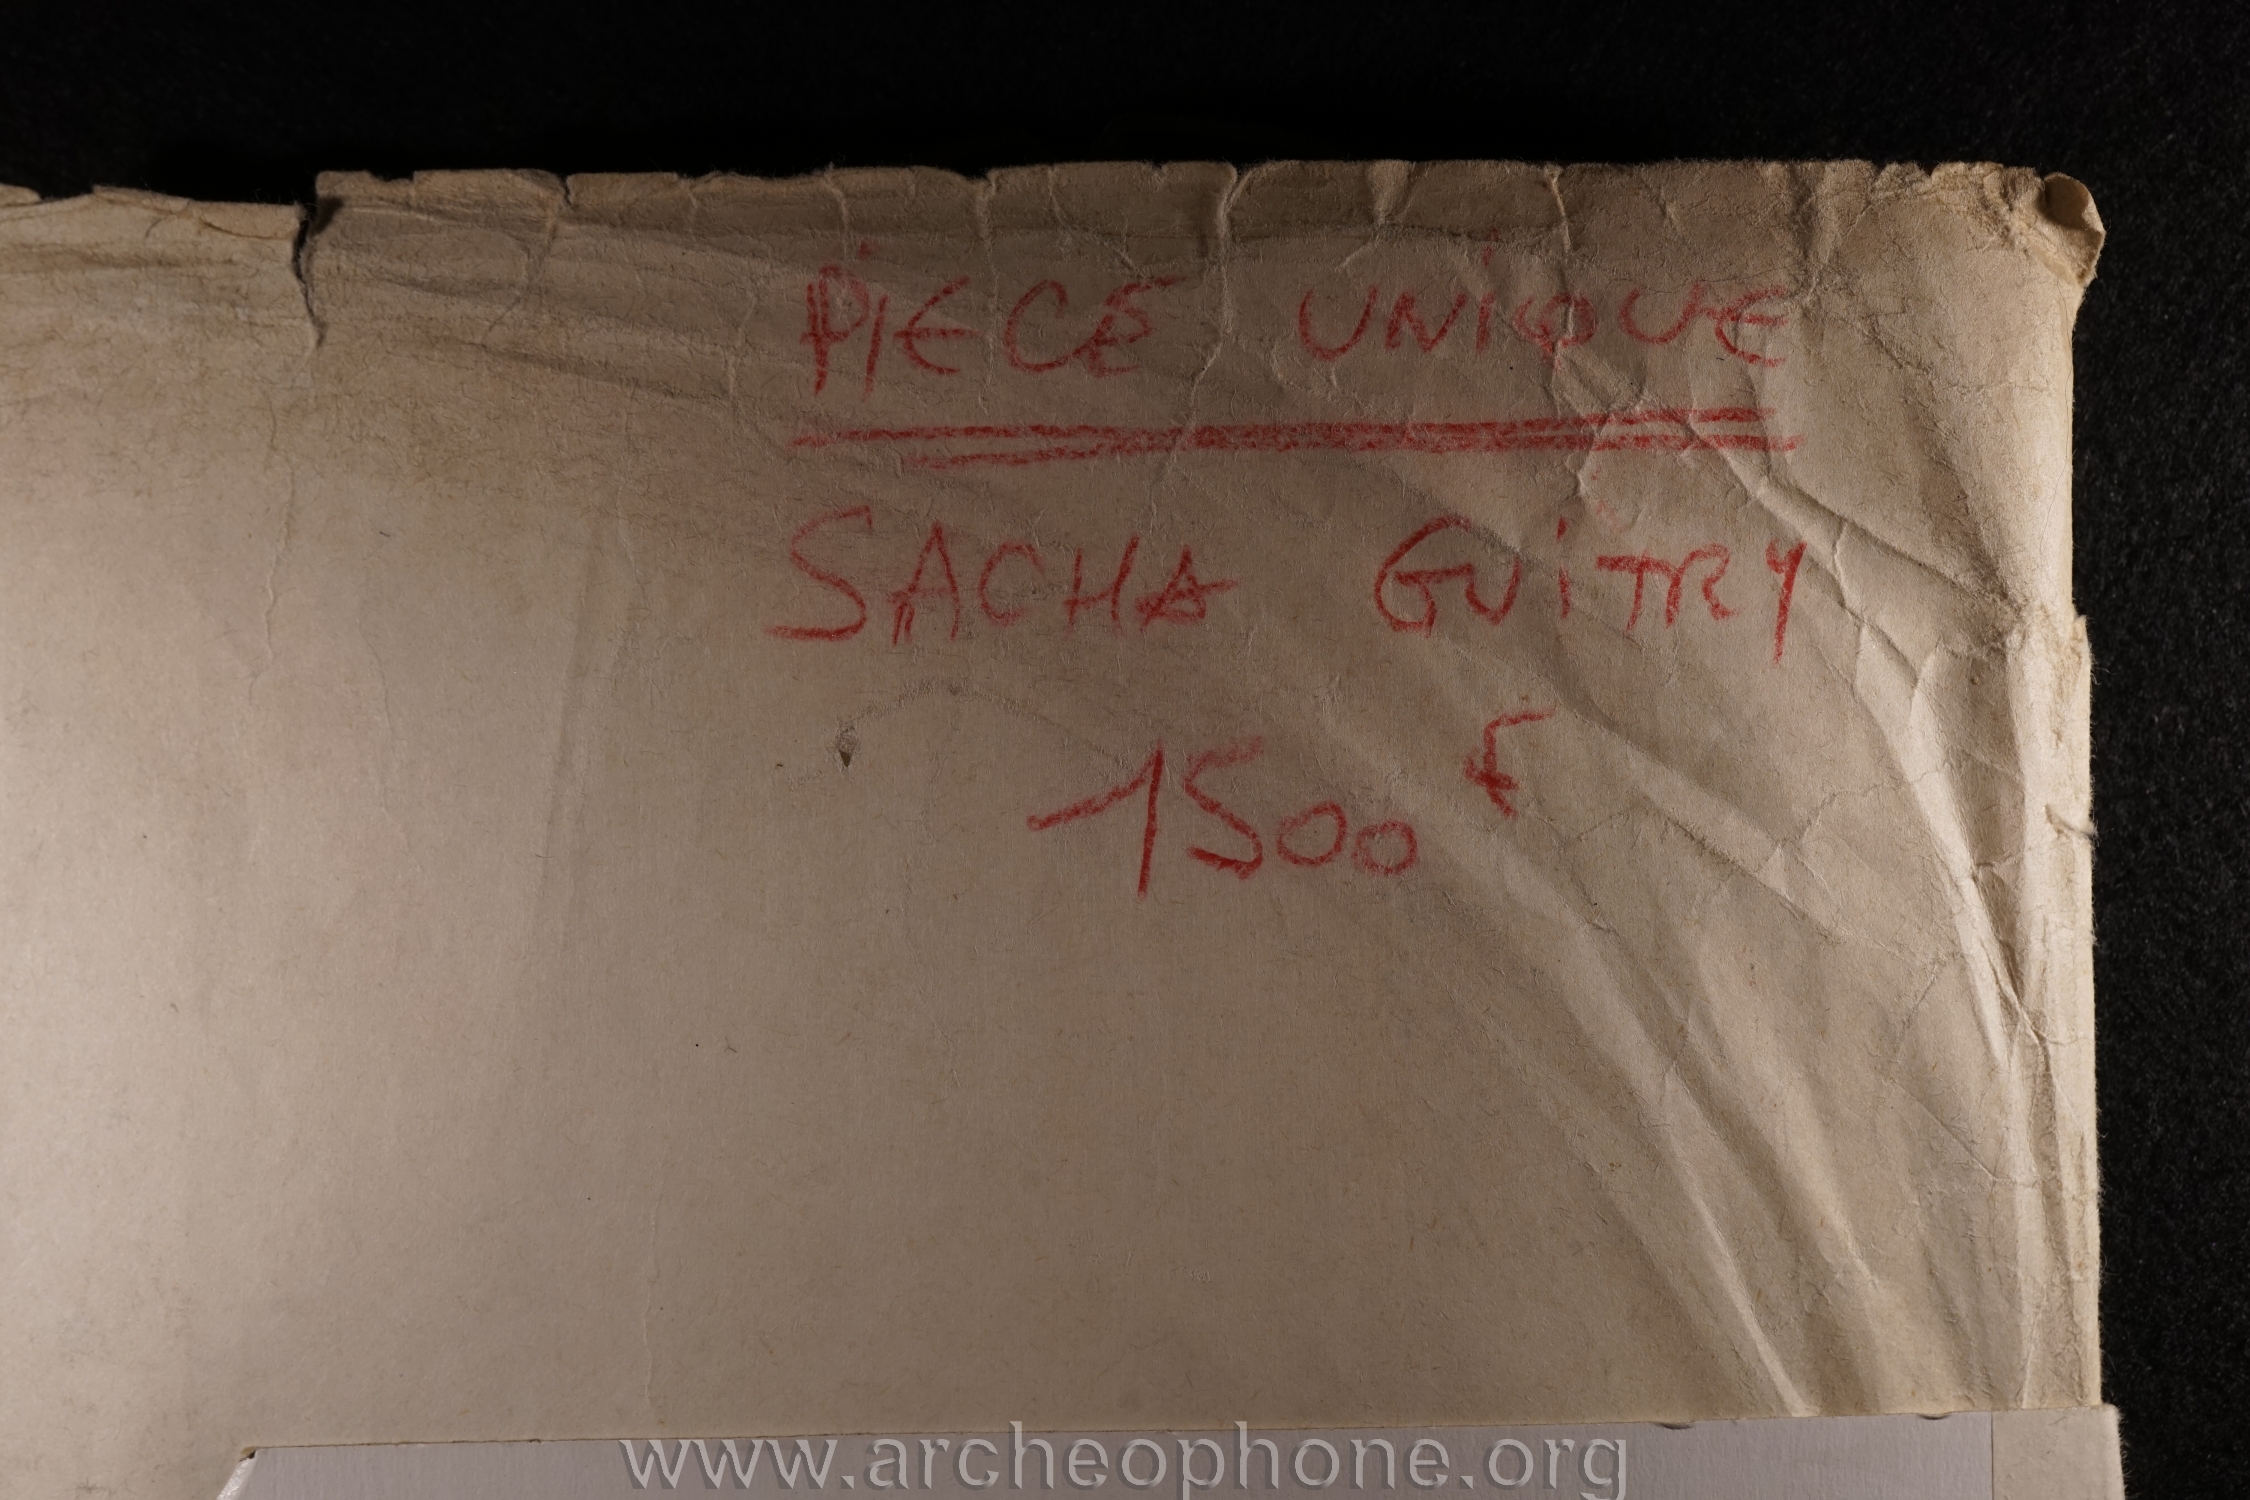 PiECE UNiQUE
SACHA GUiTRY
1500 F
www.archeophone.org